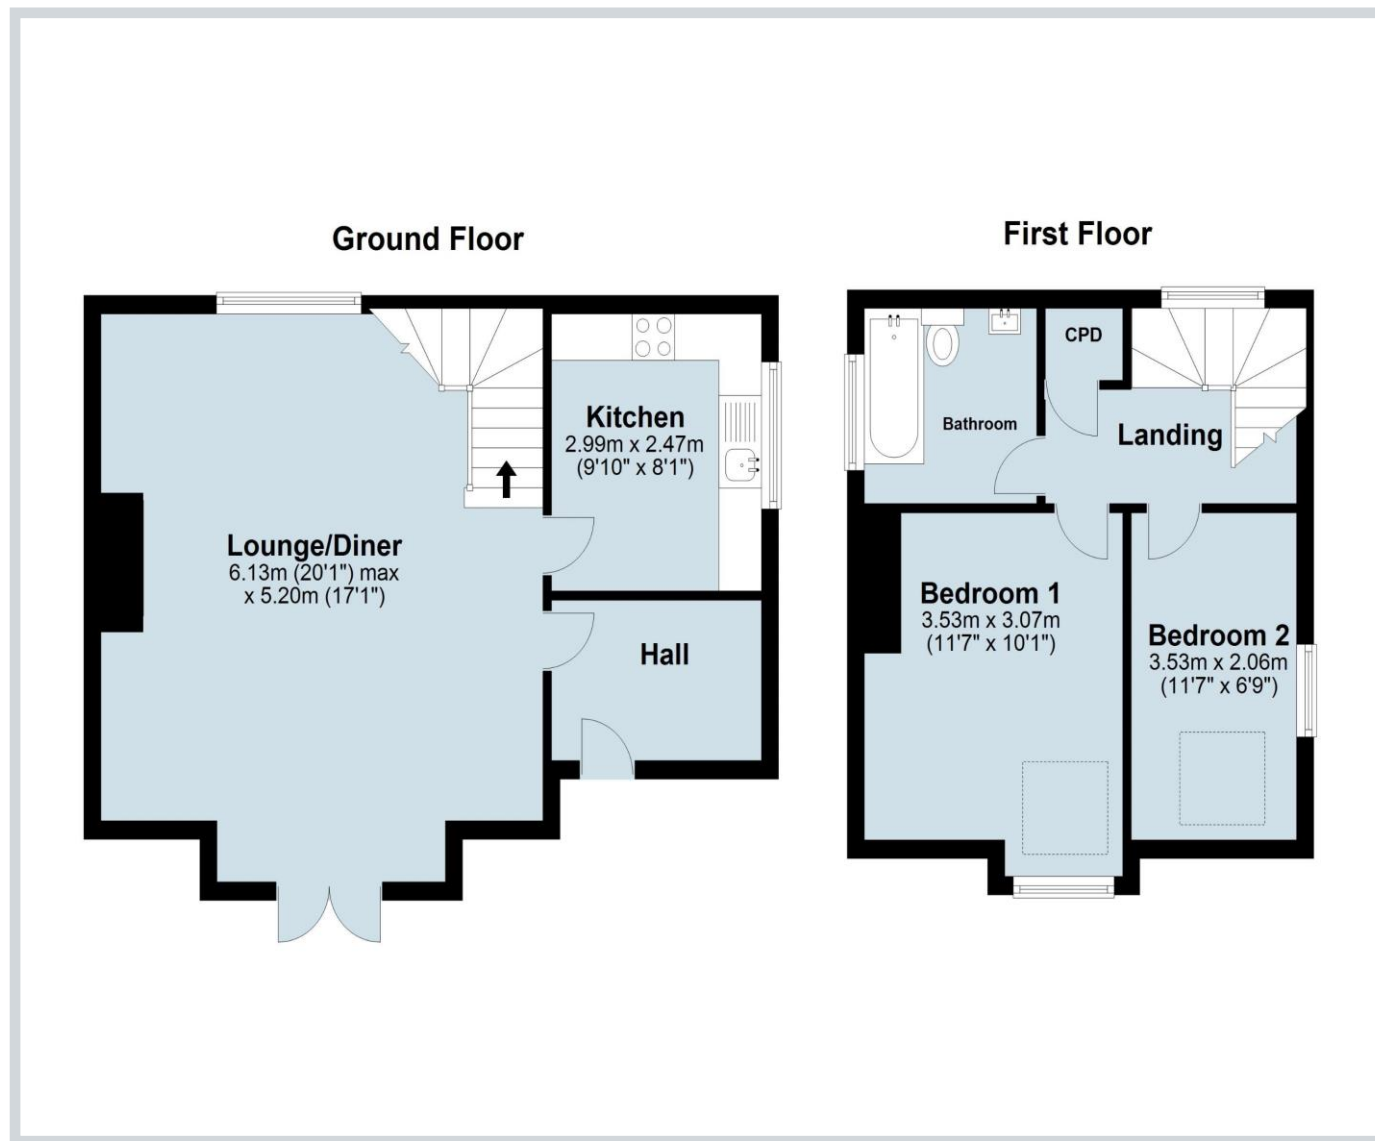 Ground Floor
Kitchen
2.99m x 2.47m
(9'10" x 8'1")
Lounge/Diner
6.13m (20'1") max
x 5.20m (17'1")
Hall
First Floor
CPD
Bathroom
Landing
Bedroom 1
3.53m x 3.07m
(11'7" x 10'1")
Bedroom 2
3.53m x 2.06m
(11'7" x 6'9")